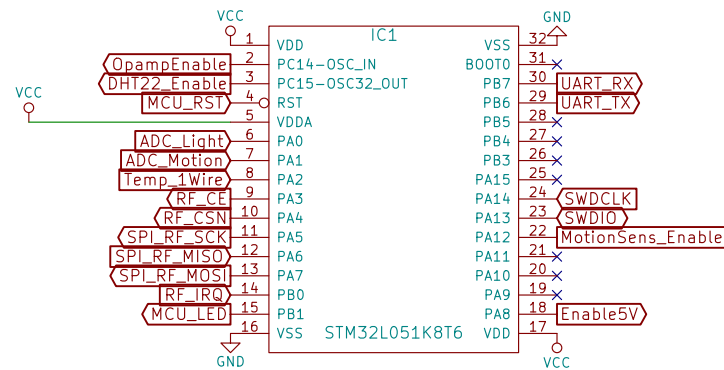 VCC
IC1
GND
1 VDD VSS 32
OpampEnable 2 PC14-OSC_IN BOOT0 31
DHT22_Enable 3 PC15-OSC32_OUT PB7 30 UART_RX
VCC
MCU_RST 4 RST PB6 29 UART_TX
5 VDDA PB5 28
ADC_Light 6 PA0 PB4 27
ADC_Motion 7 PA1 PB3 26
Temp_1Wire 8 PA2 PA15 25
RF_CE 9 PA3 PA14 24 SWDCLK
RF_CSN 10 PA4 PA13 23 SWDIO
SPI_RF_SCK 11 PA5 PA12 22 MotionSens_Enable
SPI_RF_MISO 12 PA6 PA11 21
SPI_RF_MOSI 13 PA7 PA10 20
RF_IRQ 14 PB0 PA9 19
MCU_LED 15 PB1 PA8 18 Enable5V
16 VSS STM32L051K8T6 VDD 17
GND
VCC